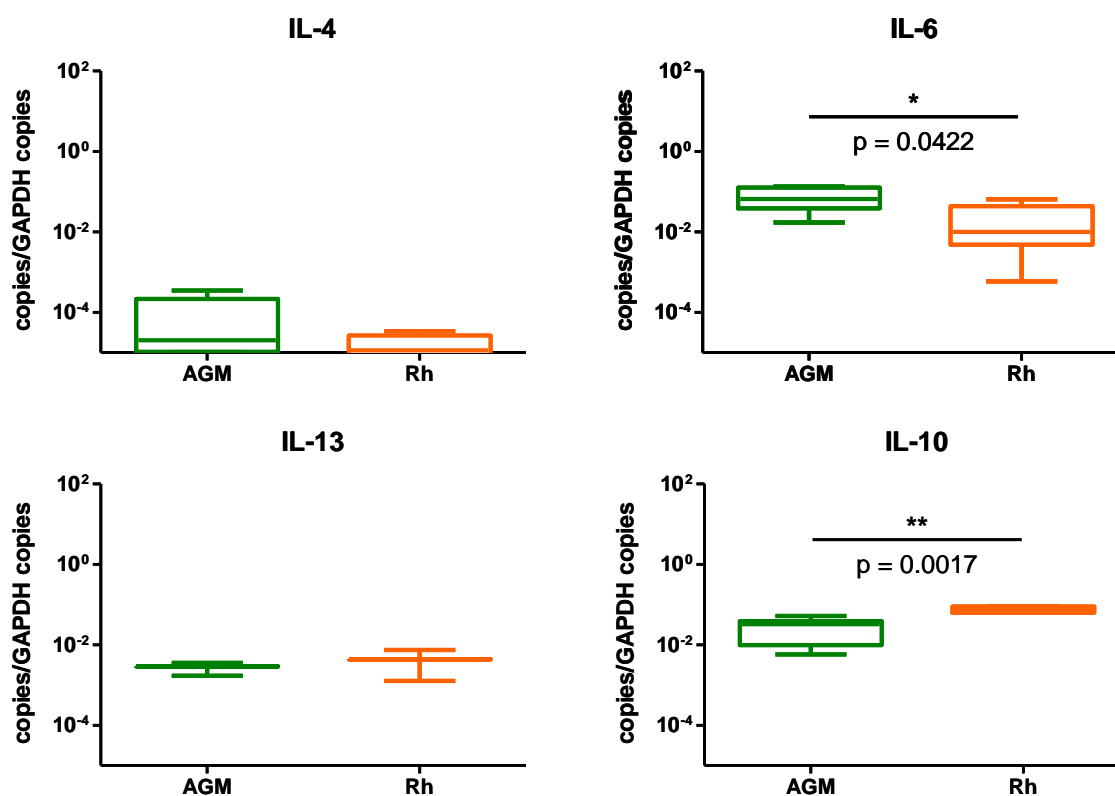 IL-4
copies/GAPDH copies
10²
10⁰
10⁻²
10⁻⁴
AGM Rh
IL-6
copies/GAPDH copies
10²
10⁰
10⁻²
10⁻⁴
*
p = 0.0422
AGM Rh
IL-13
copies/GAPDH copies
10²
10⁰
10⁻²
10⁻⁴
AGM Rh
IL-10
copies/GAPDH copies
10²
10⁰
10⁻²
10⁻⁴
**
p = 0.0017
AGM Rh